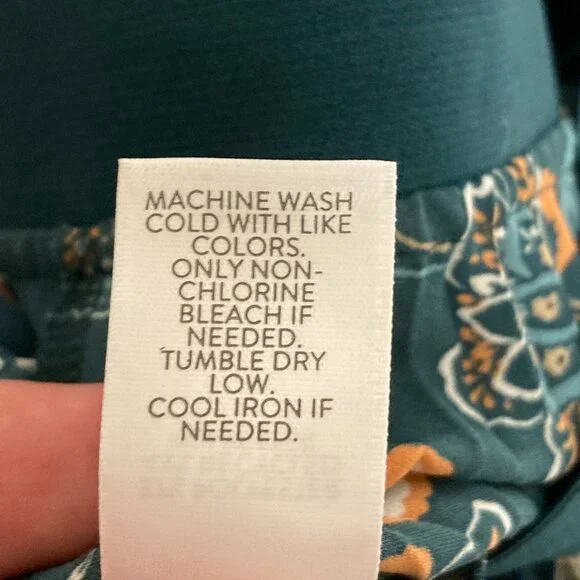 MACHINE WASH
COLD WITH LIKE
COLORS.
ONLY NON-
CHLORINE
BLEACH IF
NEEDED.
TUMBLE DRY
LOW.
COOL IRON IF
NEEDED.